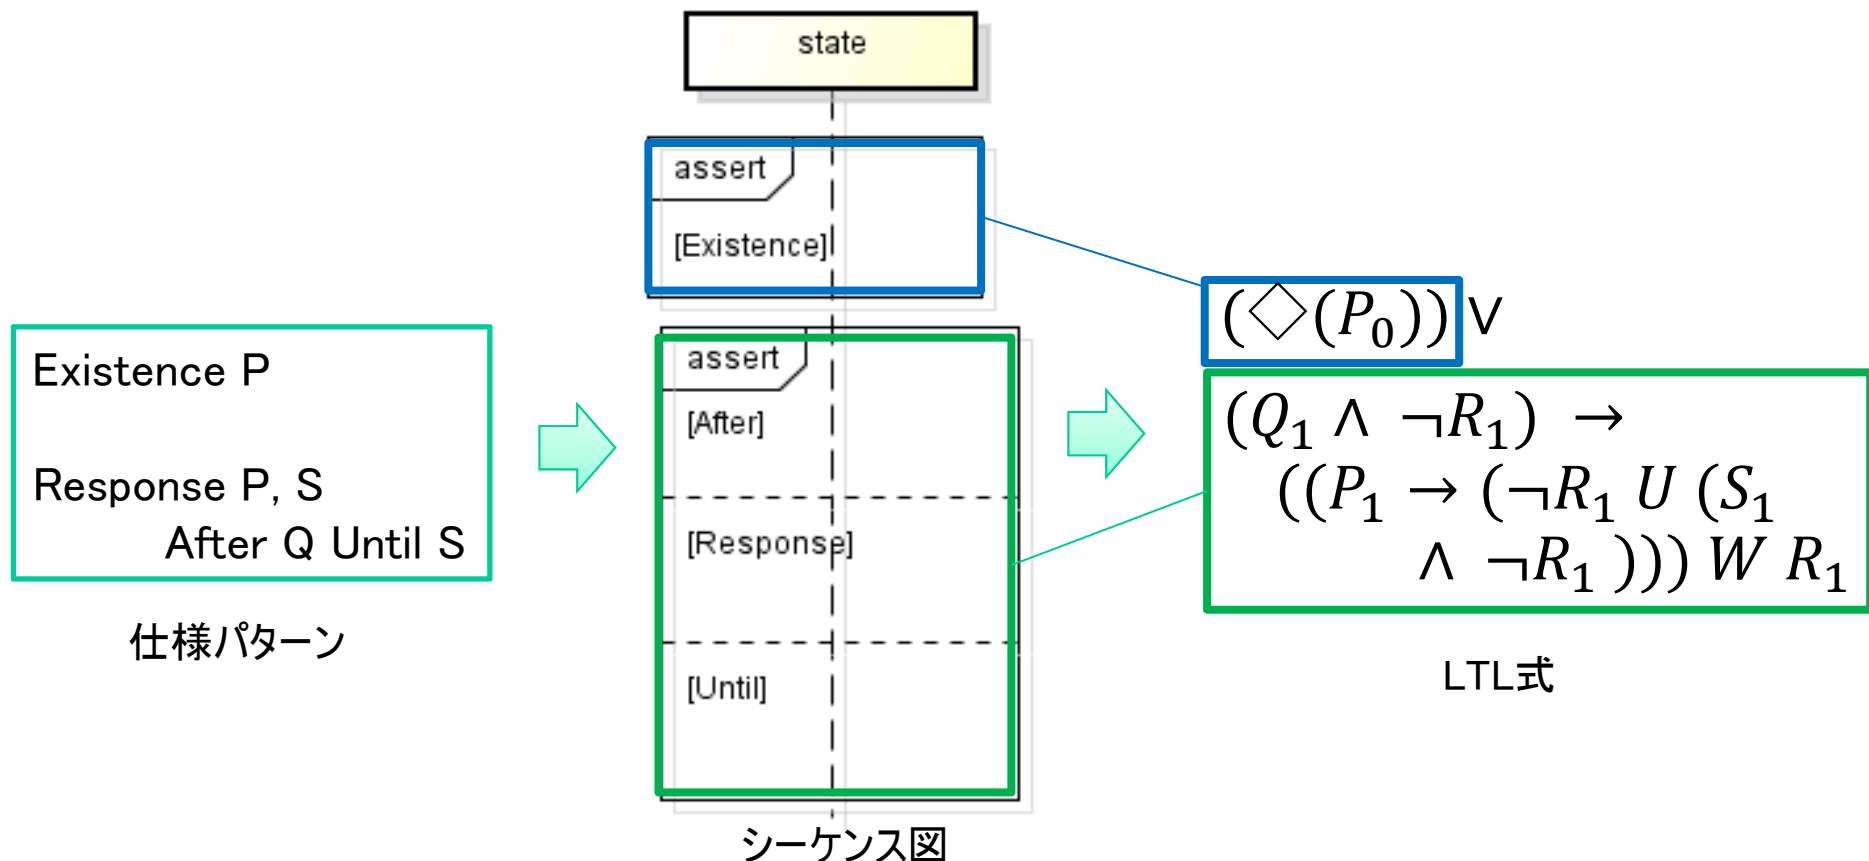 Existence P
Response P, S
After Q Until S
仕様パターン
state
assert
[Existence]
assert
[After]
[Response]
[Until]
シーケンス図
(◇(P₀)) ∨
(Q₁ ∧ ¬R₁) →
((P₁ → (¬R₁ U (S₁
∧ ¬R₁ ))) W R₁
LTL式